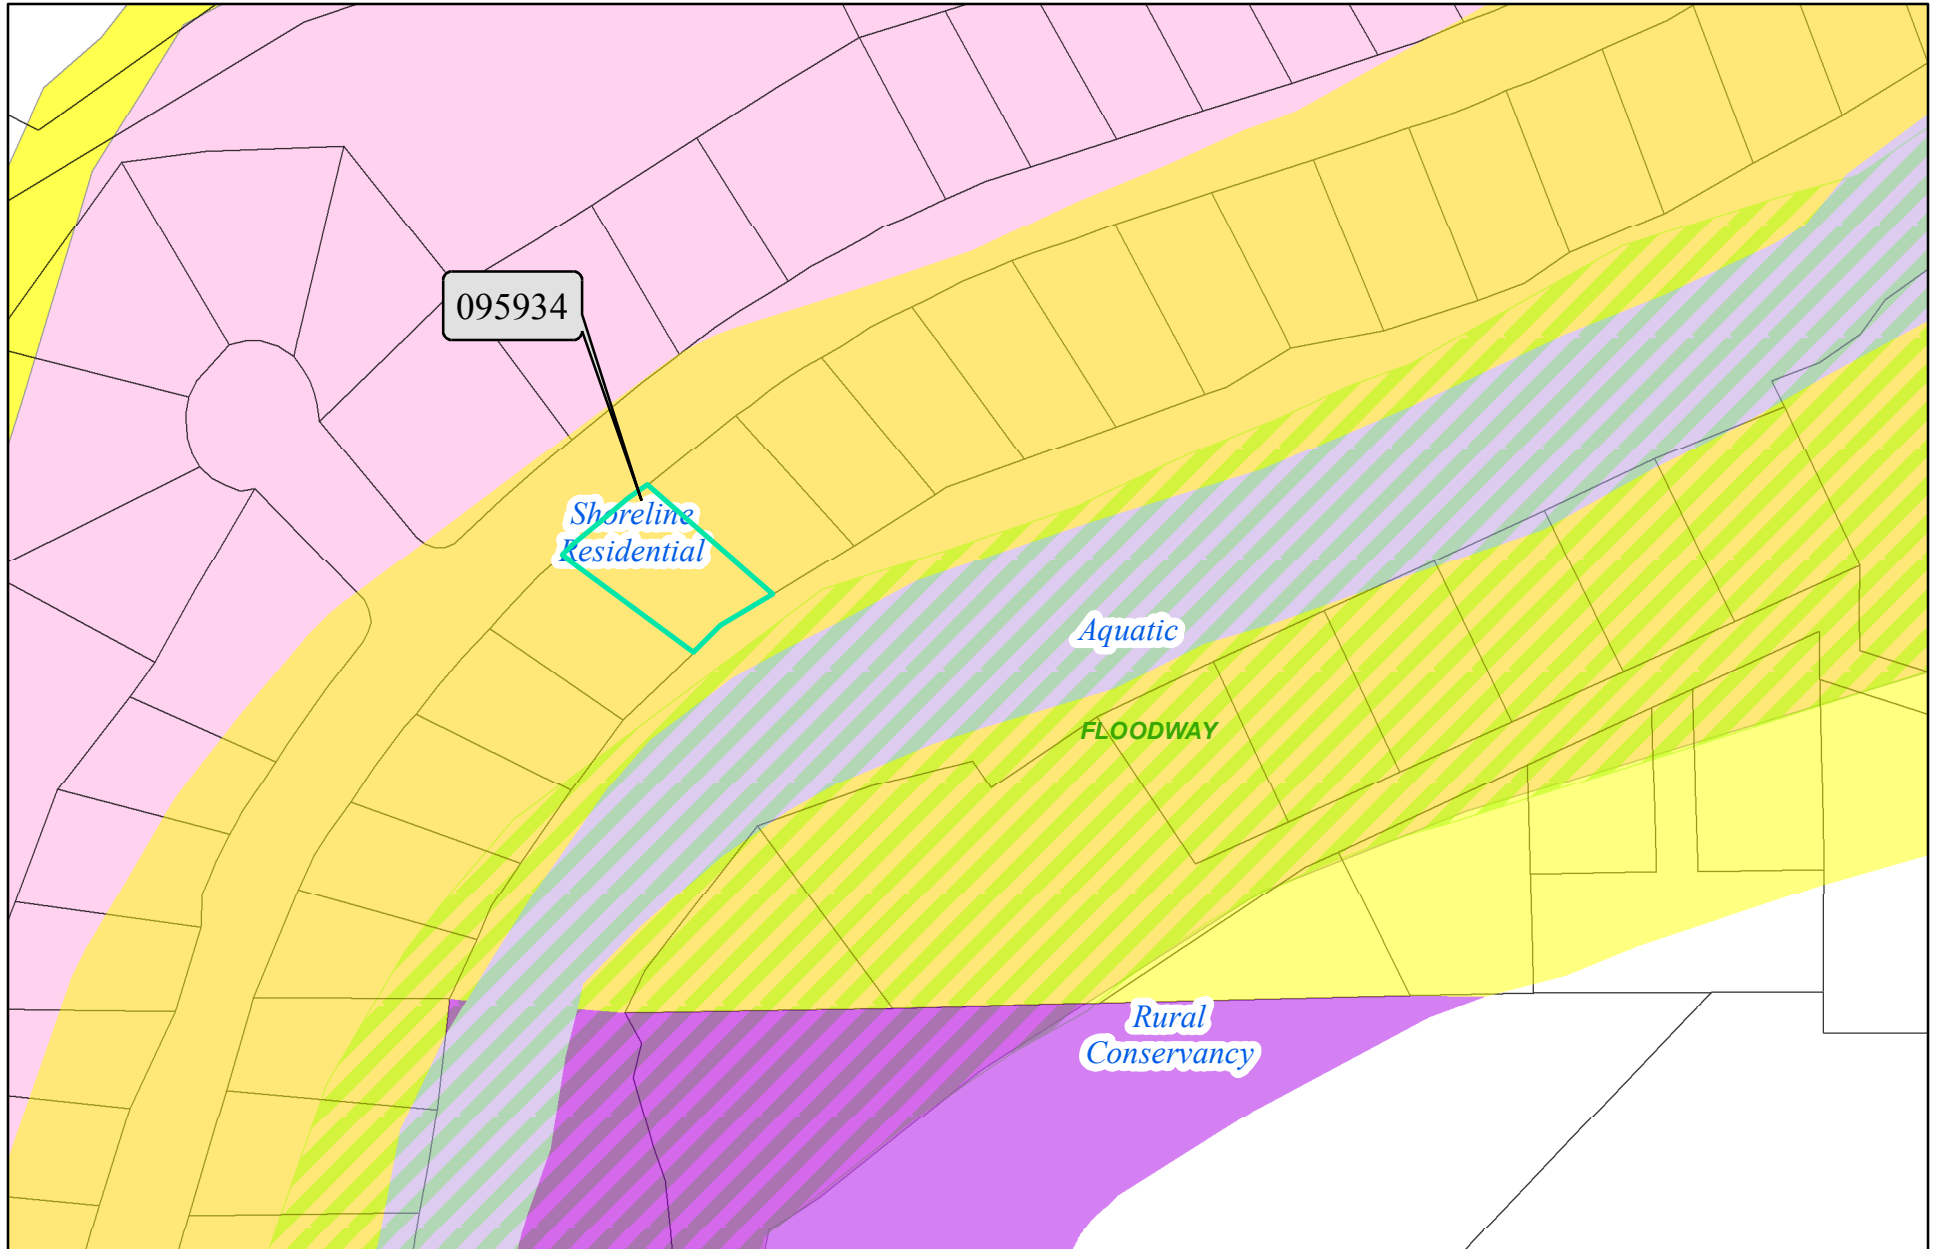 095934
Shoreline
Residential
Aquatic
FLOODWAY
Rural
Conservancy